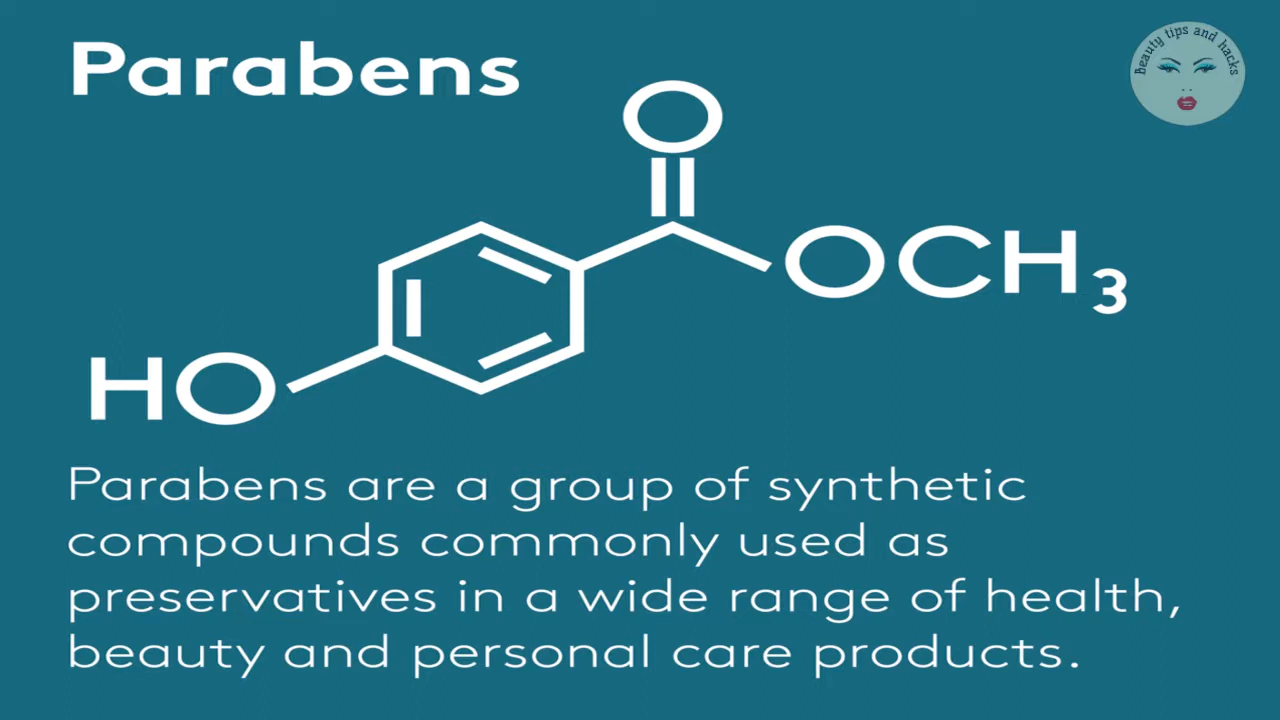 Parabens
Beauty tips and hacks
O
OCH₃
HO
Parabens are a group of synthetic
compounds commonly used as
preservatives in a wide range of health,
beauty and personal care products.